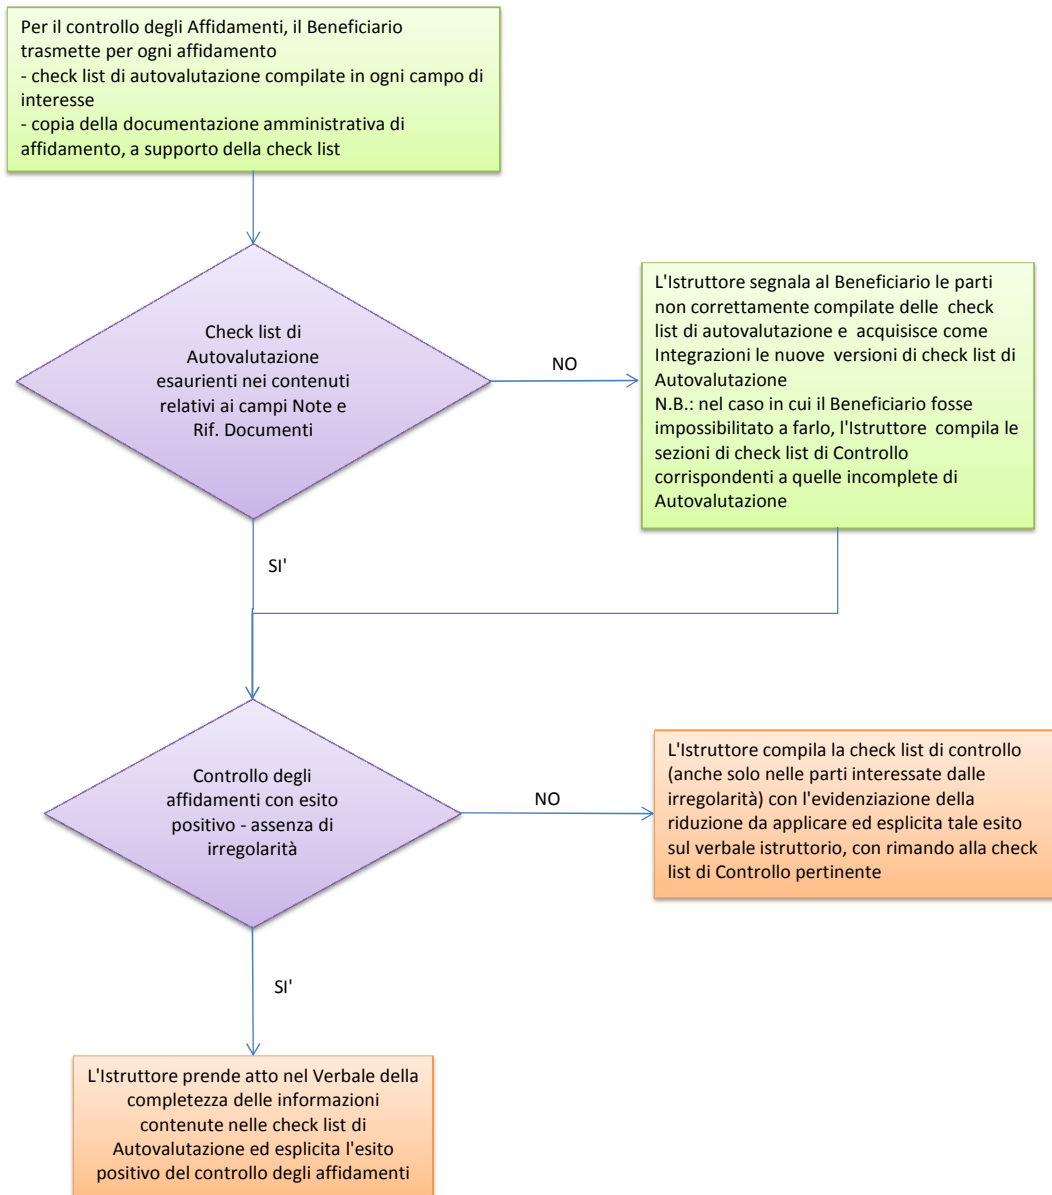 Per il controllo degli Affidamenti, il Beneficiario
trasmette per ogni affidamento
- check list di autovalutazione compilate in ogni campo di
interesse
- copia della documentazione amministrativa di
affidamento, a supporto della check list
Check list di
Autovalutazione
esaurienti nei contenuti
relativi ai campi Note e
Rif. Documenti
NO
L'Istruttore segnala al Beneficiario le parti
non correttamente compilate delle check
list di autovalutazione e acquisisce come
Integrazioni le nuove versioni di check list di
Autovalutazione
N.B.: nel caso in cui il Beneficiario fosse
impossibilitato a farlo, l'Istruttore compila le
sezioni di check list di Controllo
corrispondenti a quelle incomplete di
Autovalutazione
SI'
Controllo degli
affidamenti con esito
positivo - assenza di
irregolarità
NO
L'Istruttore compila la check list di controllo
(anche solo nelle parti interessate dalle
irregolarità) con l'evidenziazione della
riduzione da applicare ed esplicita tale esito
sul verbale istruttorio, con rimando alla check
list di Controllo pertinente
SI'
L'Istruttore prende atto nel Verbale della
completezza delle informazioni
contenute nelle check list di
Autovalutazione ed esplicita l'esito
positivo del controllo degli affidamenti